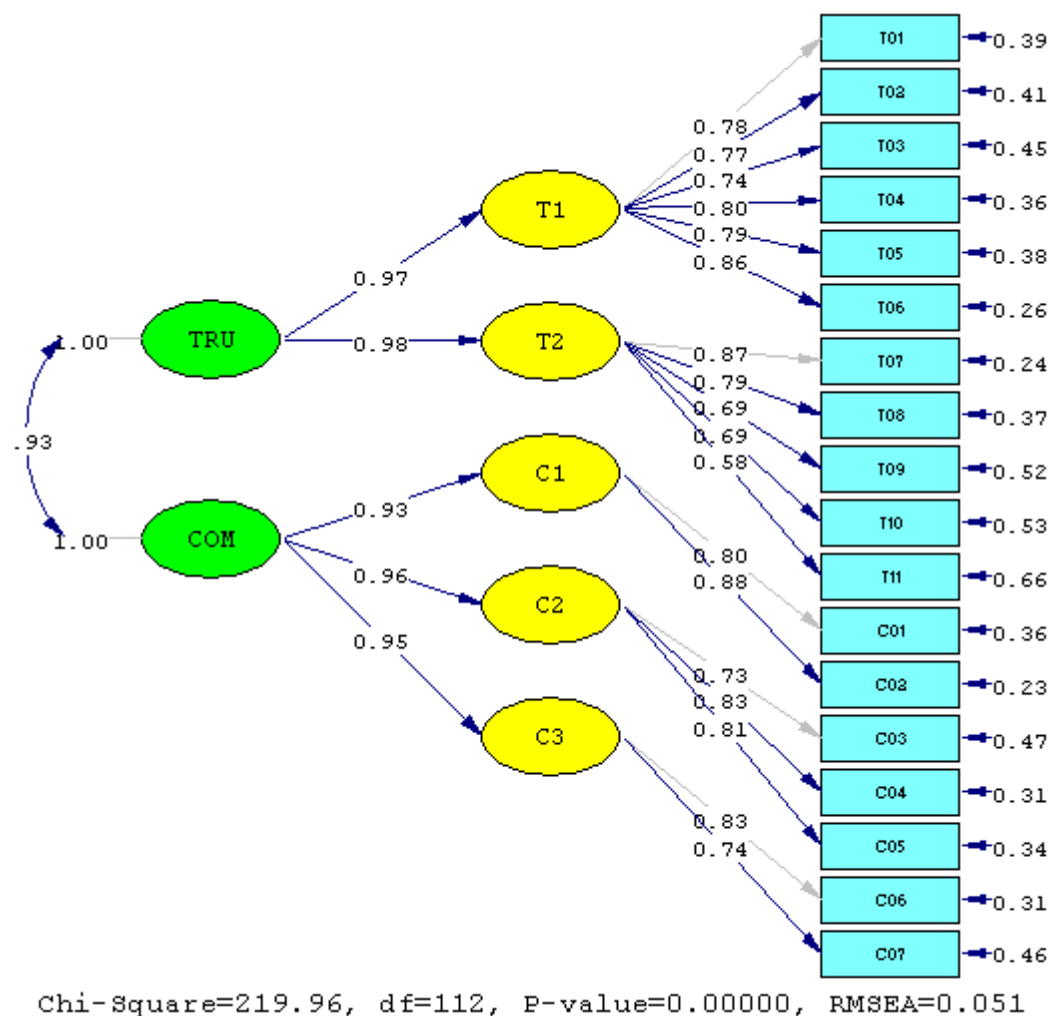 T01
0.39
T02
0.41
0.78
T03
0.45
0.77
0.74
T1
T04
0.36
0.80
0.79
T05
0.38
0.86
0.97
T06
0.26
1.00
TRU
0.98
T2
0.87
T07
0.24
0.79
0.69
T08
0.37
0.69
.93
0.58
T09
0.52
C1
0.93
T10
0.53
1.00
COM
0.80
T11
0.66
0.96
0.88
C2
C01
0.36
0.95
0.73
C02
0.23
0.83
0.81
C3
C03
0.47
C04
0.31
0.83
0.74
C05
0.34
C06
0.31
C07
0.46
Chi-Square=219.96, df=112, P-value=0.00000, RMSEA=0.051